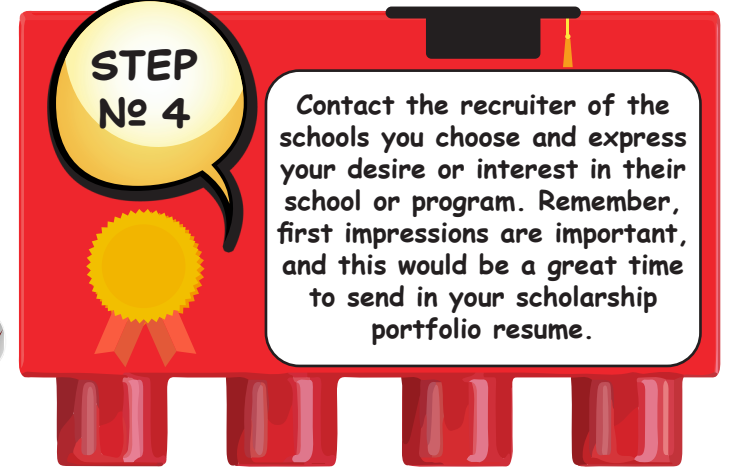 STEP
Nº 4
Contact the recruiter of the
schools you choose and express
your desire or interest in their
school or program. Remember,
first impressions are important,
and this would be a great time
to send in your scholarship
portfolio resume.